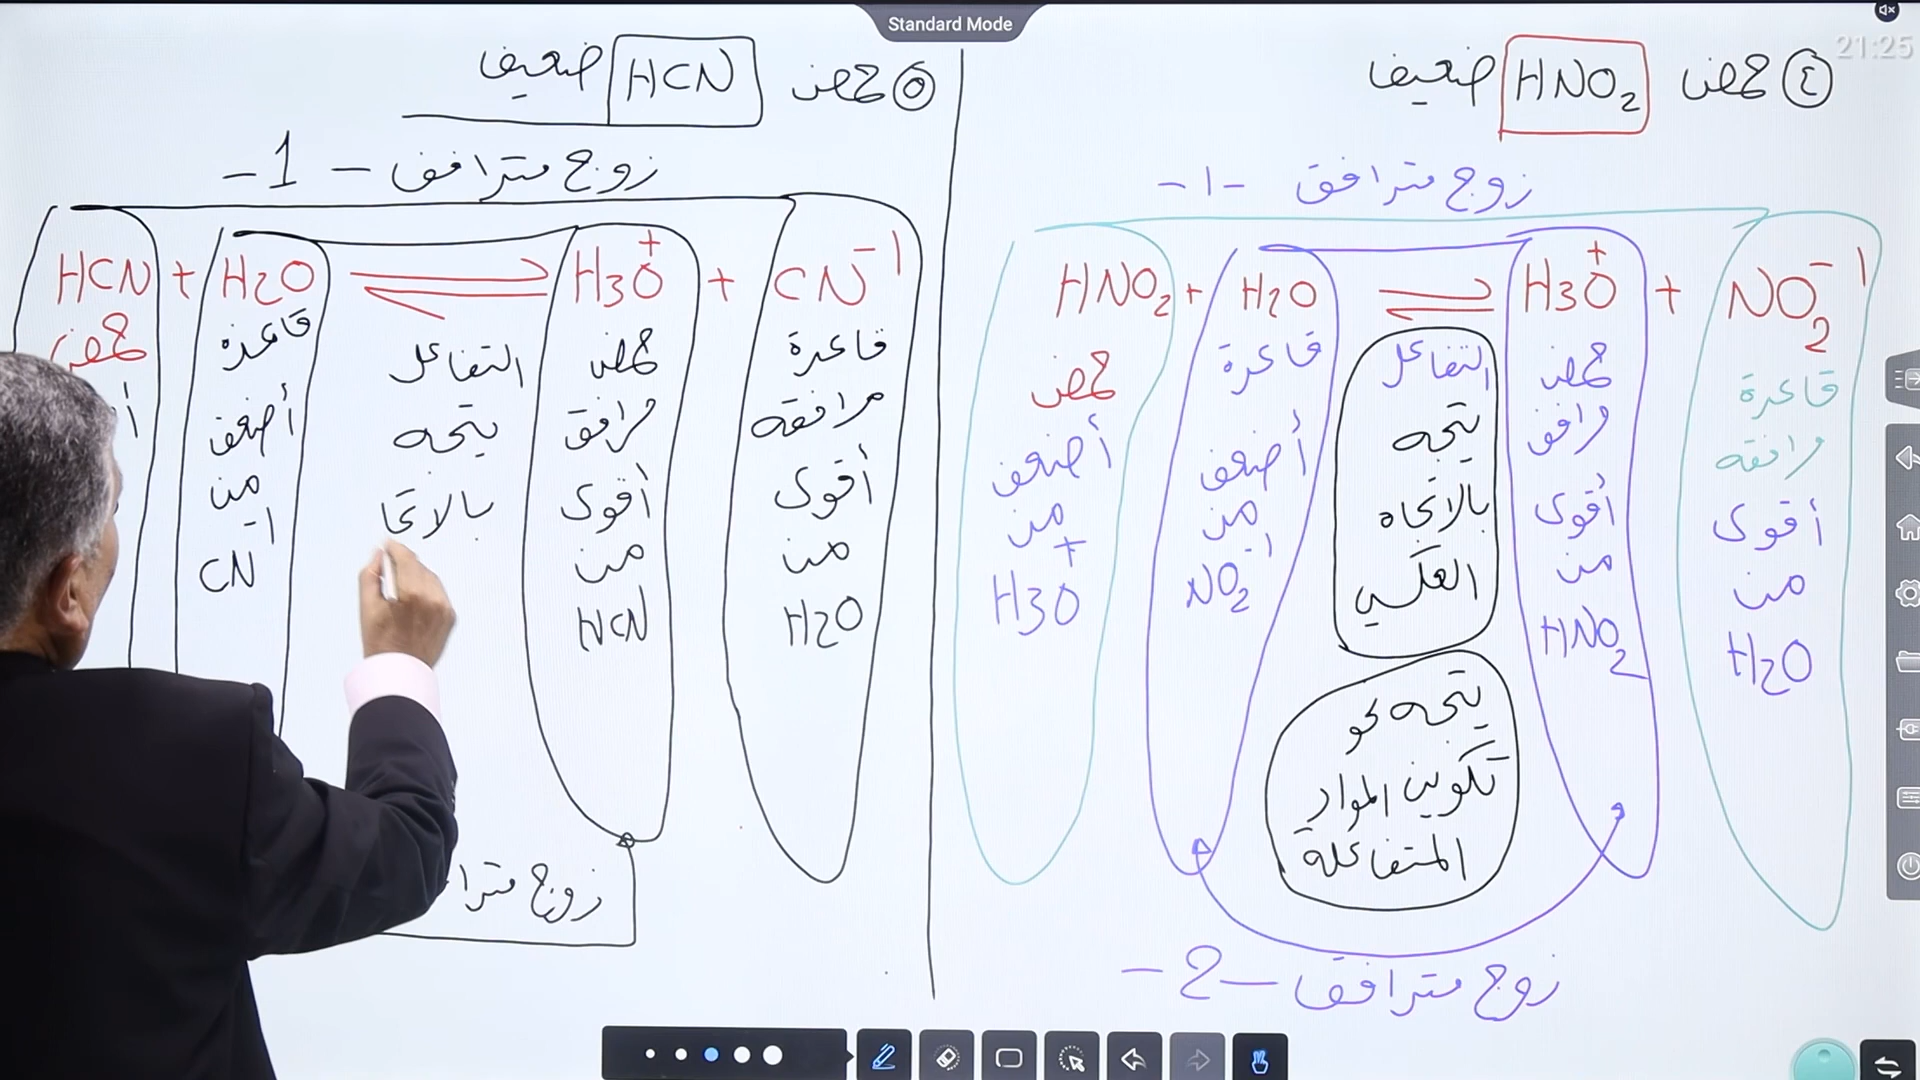 Standard Mode
21:25
④ حمض HNO₂ ضعيف
زوج مترافق -1-
HNO₂ + H₂O ⇌ H₃O⁺ + NO₂⁻¹
حمض
أضعف
من
H₃O⁺
قاعدة
أضعف
من
NO₂⁻¹
التفاعل
يتجه
بالاتجاه
العكسي
يتجه نحو
تكوين المواد
المتفاعلة
حمض
مرافق
أقوى
من
HNO₂
قاعدة
مرافقة
أقوى
من
H₂O
زوج مترافق -2-
⑤ حمض HCN ضعيف
زوج مترافق -1-
HCN + H₂O ⇌ H₃O⁺ + CN⁻¹
حمض
قاعدة
أضعف
من
CN⁻¹
التفاعل
يتجه
بالاتجا
حمض
مرافق
أقوى
من
HCN
قاعدة
مرافقة
أقوى
من
H₂O
زوج مترا